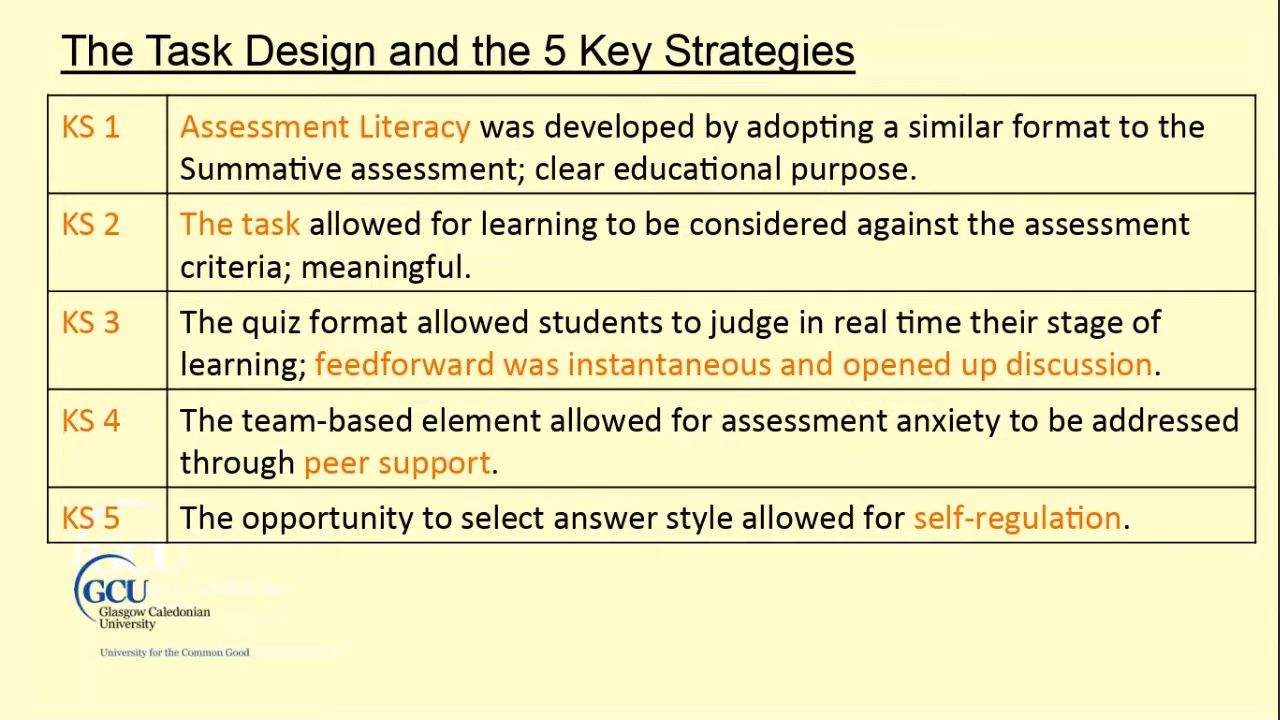 The Task Design and the 5 Key Strategies
KS 1
Assessment Literacy was developed by adopting a similar format to the
Summative assessment; clear educational purpose.
KS 2
The task allowed for learning to be considered against the assessment
criteria; meaningful.
KS 3
The quiz format allowed students to judge in real time their stage of
learning; feedforward was instantaneous and opened up discussion.
KS 4
The team-based element allowed for assessment anxiety to be addressed
through peer support.
KS 5
The opportunity to select answer style allowed for self-regulation.
GCU
Glasgow Caledonian
University
University for the Common Good